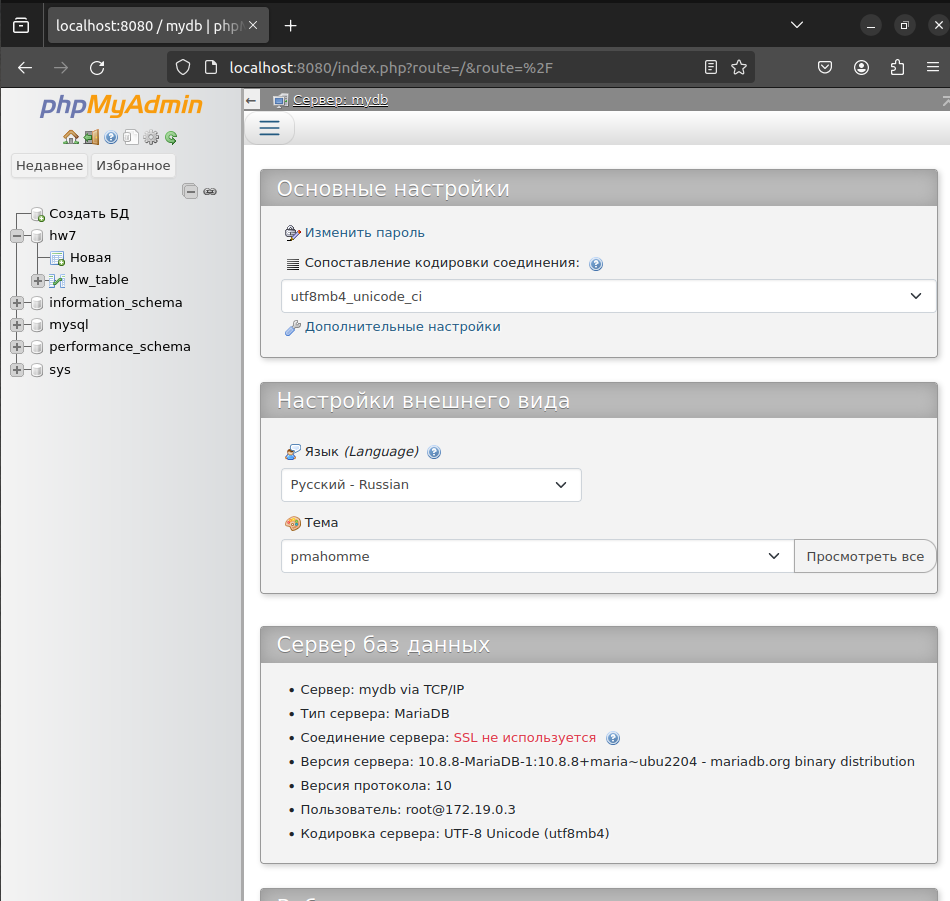 localhost:8080 / mydb | php
localhost:8080/index.php?route=/&route=%2F
phpMyAdmin
Недавнее Избранное
Создать БД
hw7
Новая
hw_table
information_schema
mysql
performance_schema
sys
Сервер: mydb
Основные настройки
Изменить пароль
Сопоставление кодировки соединения:
utf8mb4_unicode_ci
Дополнительные настройки
Настройки внешнего вида
Язык (Language)
Русский - Russian
Тема
pmahomme
Просмотреть все
Сервер баз данных
• Сервер: mydb via TCP/IP
• Тип сервера: MariaDB
• Соединение сервера: SSL не используется
• Версия сервера: 10.8.8-MariaDB-1:10.8.8+maria~ubu2204 - mariadb.org binary distribution
• Версия протокола: 10
• Пользователь: root@172.19.0.3
• Кодировка сервера: UTF-8 Unicode (utf8mb4)